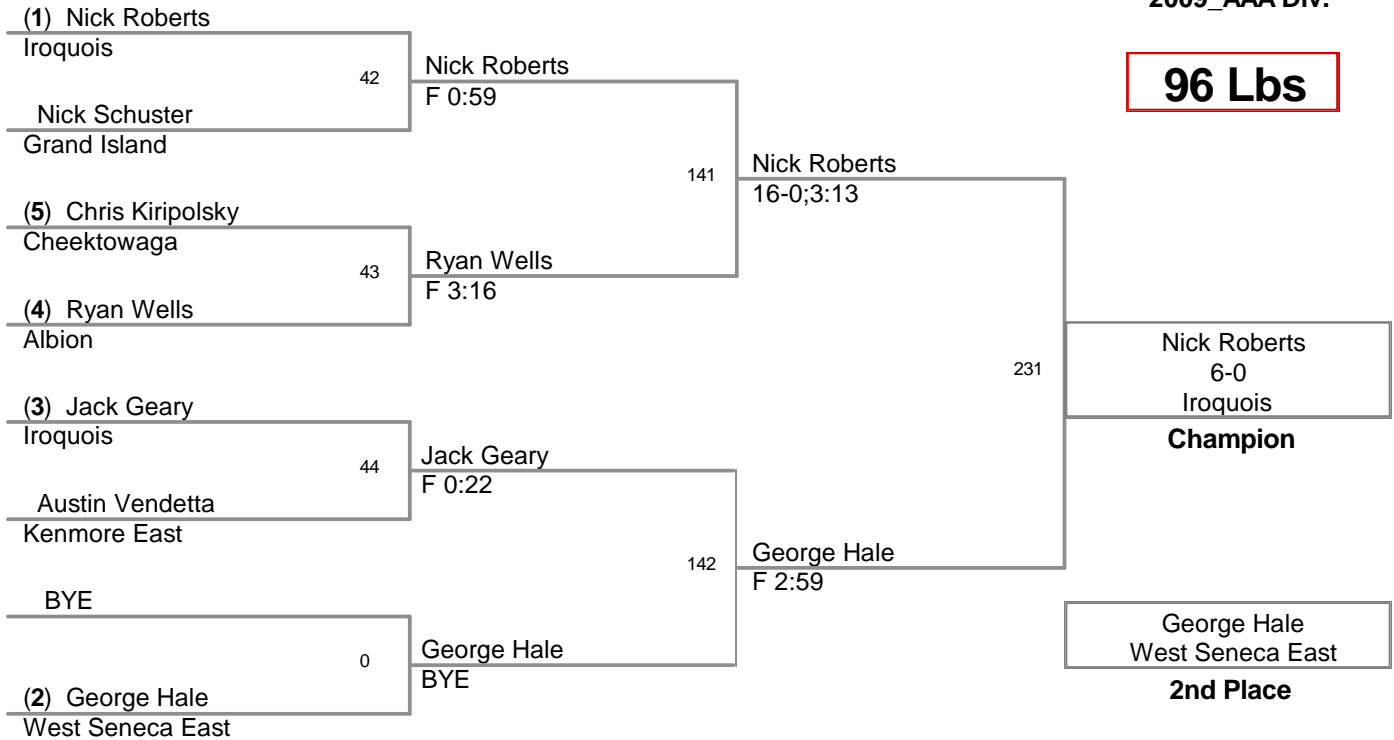 2009_AAA Div.
96 Lbs
(1) Nick Roberts
Iroquois
42
Nick Schuster
Grand Island
Nick Roberts
F 0:59
141
(5) Chris Kiripolsky
Cheektowaga
43
(4) Ryan Wells
Albion
Ryan Wells
F 3:16
Nick Roberts
16-0;3:13
231
(3) Jack Geary
Iroquois
44
Austin Vendetta
Kenmore East
Jack Geary
F 0:22
142
BYE
0
(2) George Hale
West Seneca East
George Hale
BYE
George Hale
F 2:59
Nick Roberts
6-0
Iroquois
Champion
George Hale
West Seneca East
2nd Place